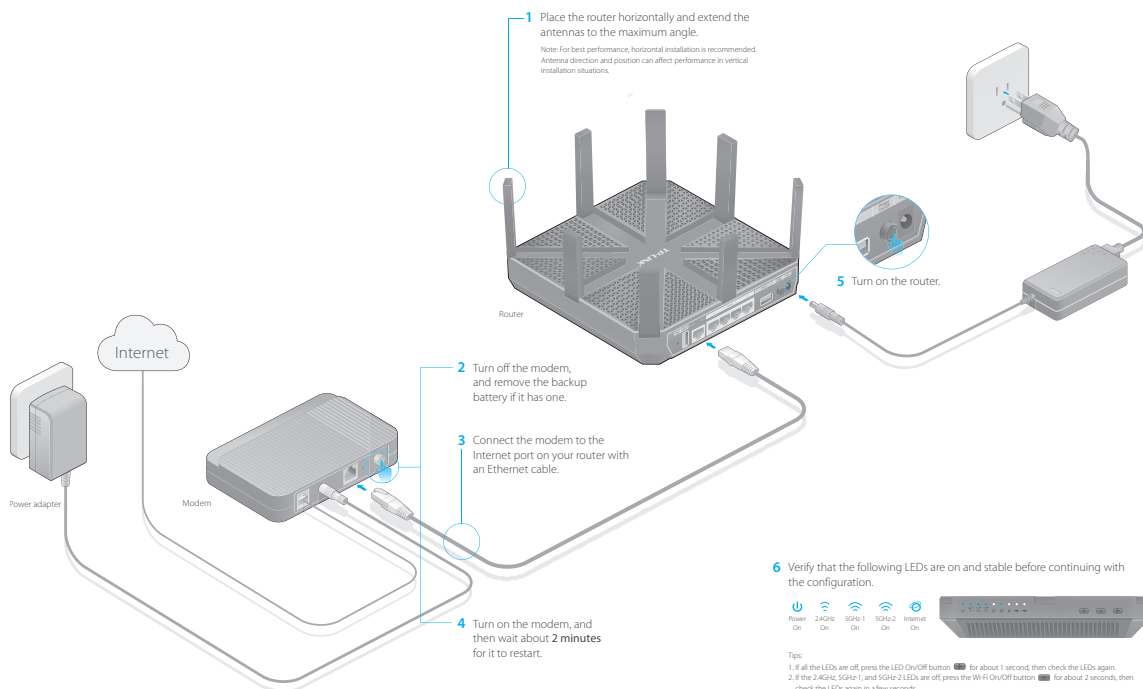 1 Place the router horizontally and extend the
antennas to the maximum angle.
Note: For best performance, horizontal installation is recommended.
Antenna direction and position can affect performance in vertical
installation situations.
TP-LINK
5 Turn on the router.
Router
Internet
2 Turn off the modem,
and remove the backup
battery if it has one.
3 Connect the modem to the
Internet port on your router with
an Ethernet cable.
Power adapter
Modem
4 Turn on the modem, and
then wait about 2 minutes
for it to restart.
6 Verify that the following LEDs are on and stable before continuing with
the configuration.
Power 2.4GHz 5GHz-1 5GHz-2 Internet
On On On On On
Tips:
1. If all the LEDs are off, press the LED On/Off button for about 1 second, then check the LEDs again.
2. If the 2.4GHz, 5GHz-1, and 5GHz-2 LEDs are off, press the Wi-Fi On/Off button for about 2 seconds, then
check the LEDs again in a few seconds.